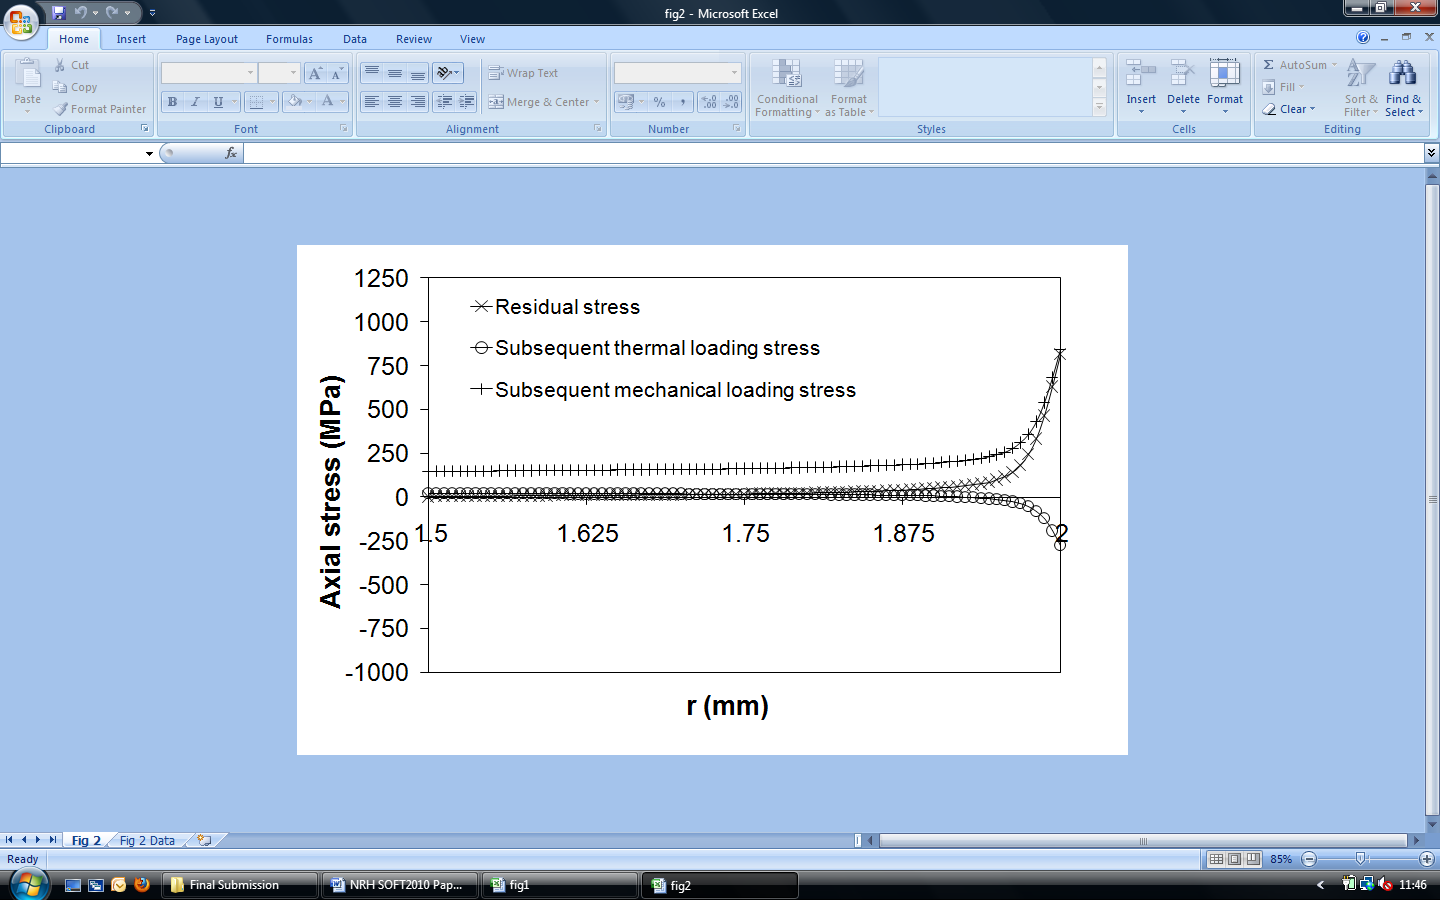 fig2 - Microsoft Excel
Home Insert Page Layout Formulas Data Review View
Cut
Copy
Format Painter
Paste
Clipboard
B I U A
Font
Wrap Text
Merge & Center
Alignment
%
Number
Conditional Formatting
Format as Table
Styles
Insert Delete Format
Cells
AutoSum
Fill
Clear
Sort & Filter
Find & Select
Editing
fx
1250
1000
750
500
250
0
-250
-500
-750
-1000
Axial stress (MPa)
Residual stress
Subsequent thermal loading stress
Subsequent mechanical loading stress
1.5 1.625 1.75 1.875 2
r (mm)
Fig 2 Fig 2 Data
Ready
85%
Final Submission
NRH SOFT2010 Pap...
fig1
fig2
11:46